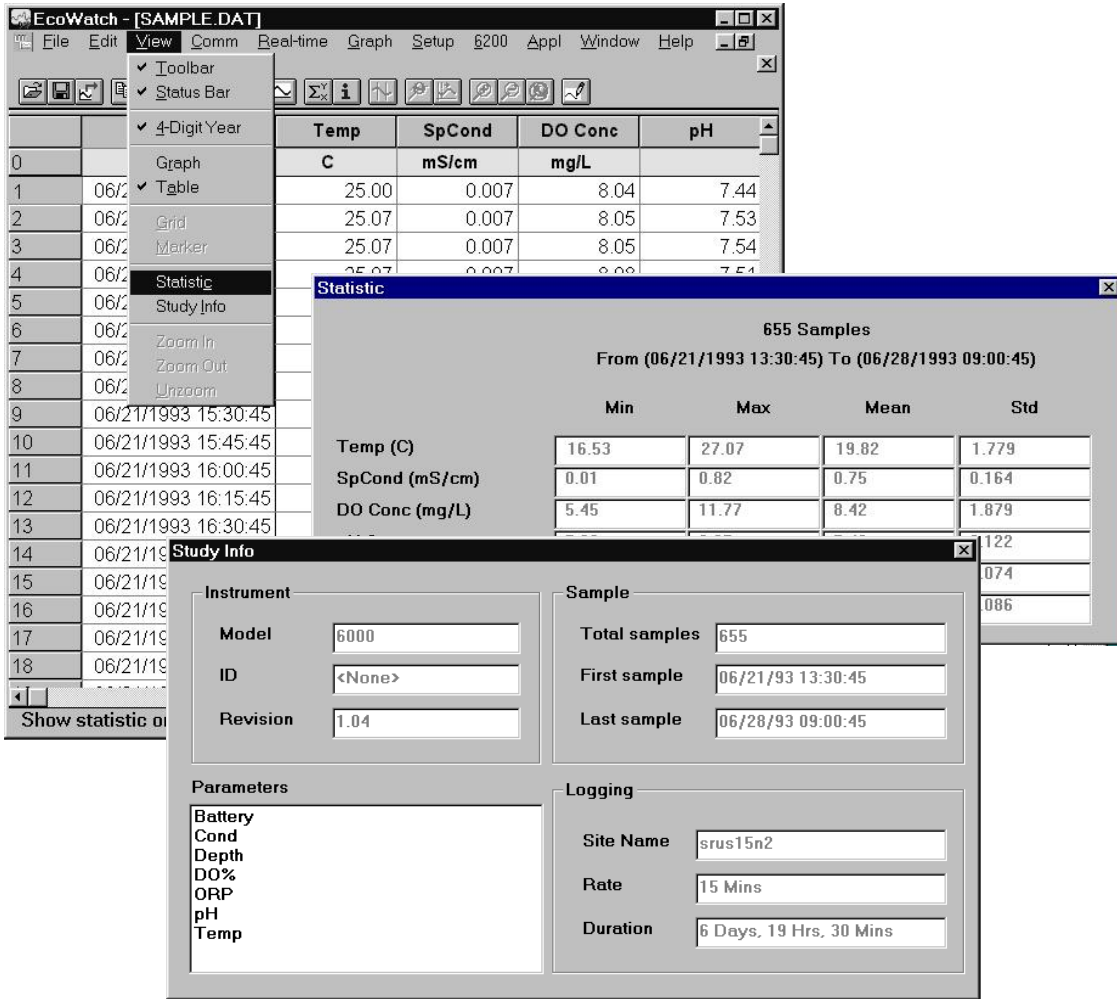 EcoWatch - [SAMPLE.DAT]
File Edit View Comm Real-time Graph Setup 6200 Appl Window Help
Toolbar
Status Bar
4-Digit Year
Graph
Table
Grid
Marker
Statistic
Study Info
Zoom In
Zoom Out
Unzoom
Temp SpCond DO Conc pH
0 C mS/cm mg/L
1 06/2 25.00 0.007 8.04 7.44
2 06/2 25.07 0.007 8.05 7.53
3 06/2 25.07 0.007 8.05 7.54
4 06/2 25.07 0.007
5 06/2
6 06/2
7 06/2
8 06/2
9 06/21/1993 15:30:45
10 06/21/1993 15:45:45
11 06/21/1993 16:00:45
12 06/21/1993 16:15:45
13 06/21/1993 16:30:45
14 06/21/19
15 06/21/19
16 06/21/19
17 06/21/19
18 06/21/19
Show statistic
Statistic
655 Samples
From (06/21/1993 13:30:45) To (06/28/1993 09:00:45)
Min Max Mean Std
Temp (C) 16.53 27.07 19.82 1.779
SpCond (mS/cm) 0.01 0.82 0.75 0.164
DO Conc (mg/L) 5.45 11.77 8.42 1.879
.122
.074
.086
Study Info
Instrument
Model 6000
ID <None>
Revision 1.04
Sample
Total samples 655
First sample 06/21/93 13:30:45
Last sample 06/28/93 09:00:45
Parameters
Battery
Cond
Depth
DO%
ORP
pH
Temp
Logging
Site Name srus15n2
Rate 15 Mins
Duration 6 Days, 19 Hrs, 30 Mins